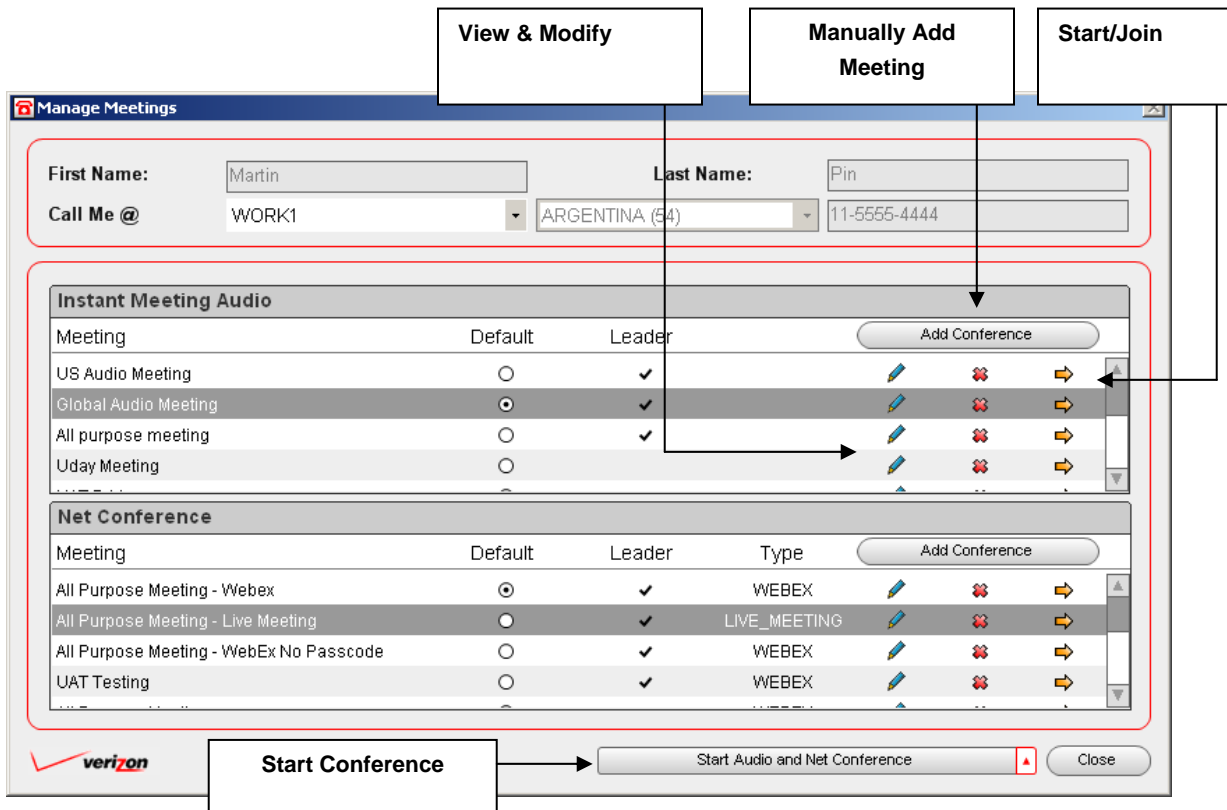 View & Modify
Manually Add
Meeting
Start/Join
Manage Meetings
First Name: Martin Last Name: Pin
Call Me @ WORK1 ARGENTINA (54) 11-5555-4444
Instant Meeting Audio
Meeting Default Leader Add Conference
US Audio Meeting
Global Audio Meeting
All purpose meeting
Uday Meeting
Net Conference
Meeting Default Leader Type Add Conference
All Purpose Meeting - Webex WEBEX
All Purpose Meeting - Live Meeting LIVE_MEETING
All Purpose Meeting - WebEx No Passcode WEBEX
UAT Testing WEBEX
verizon Start Conference Start Audio and Net Conference Close